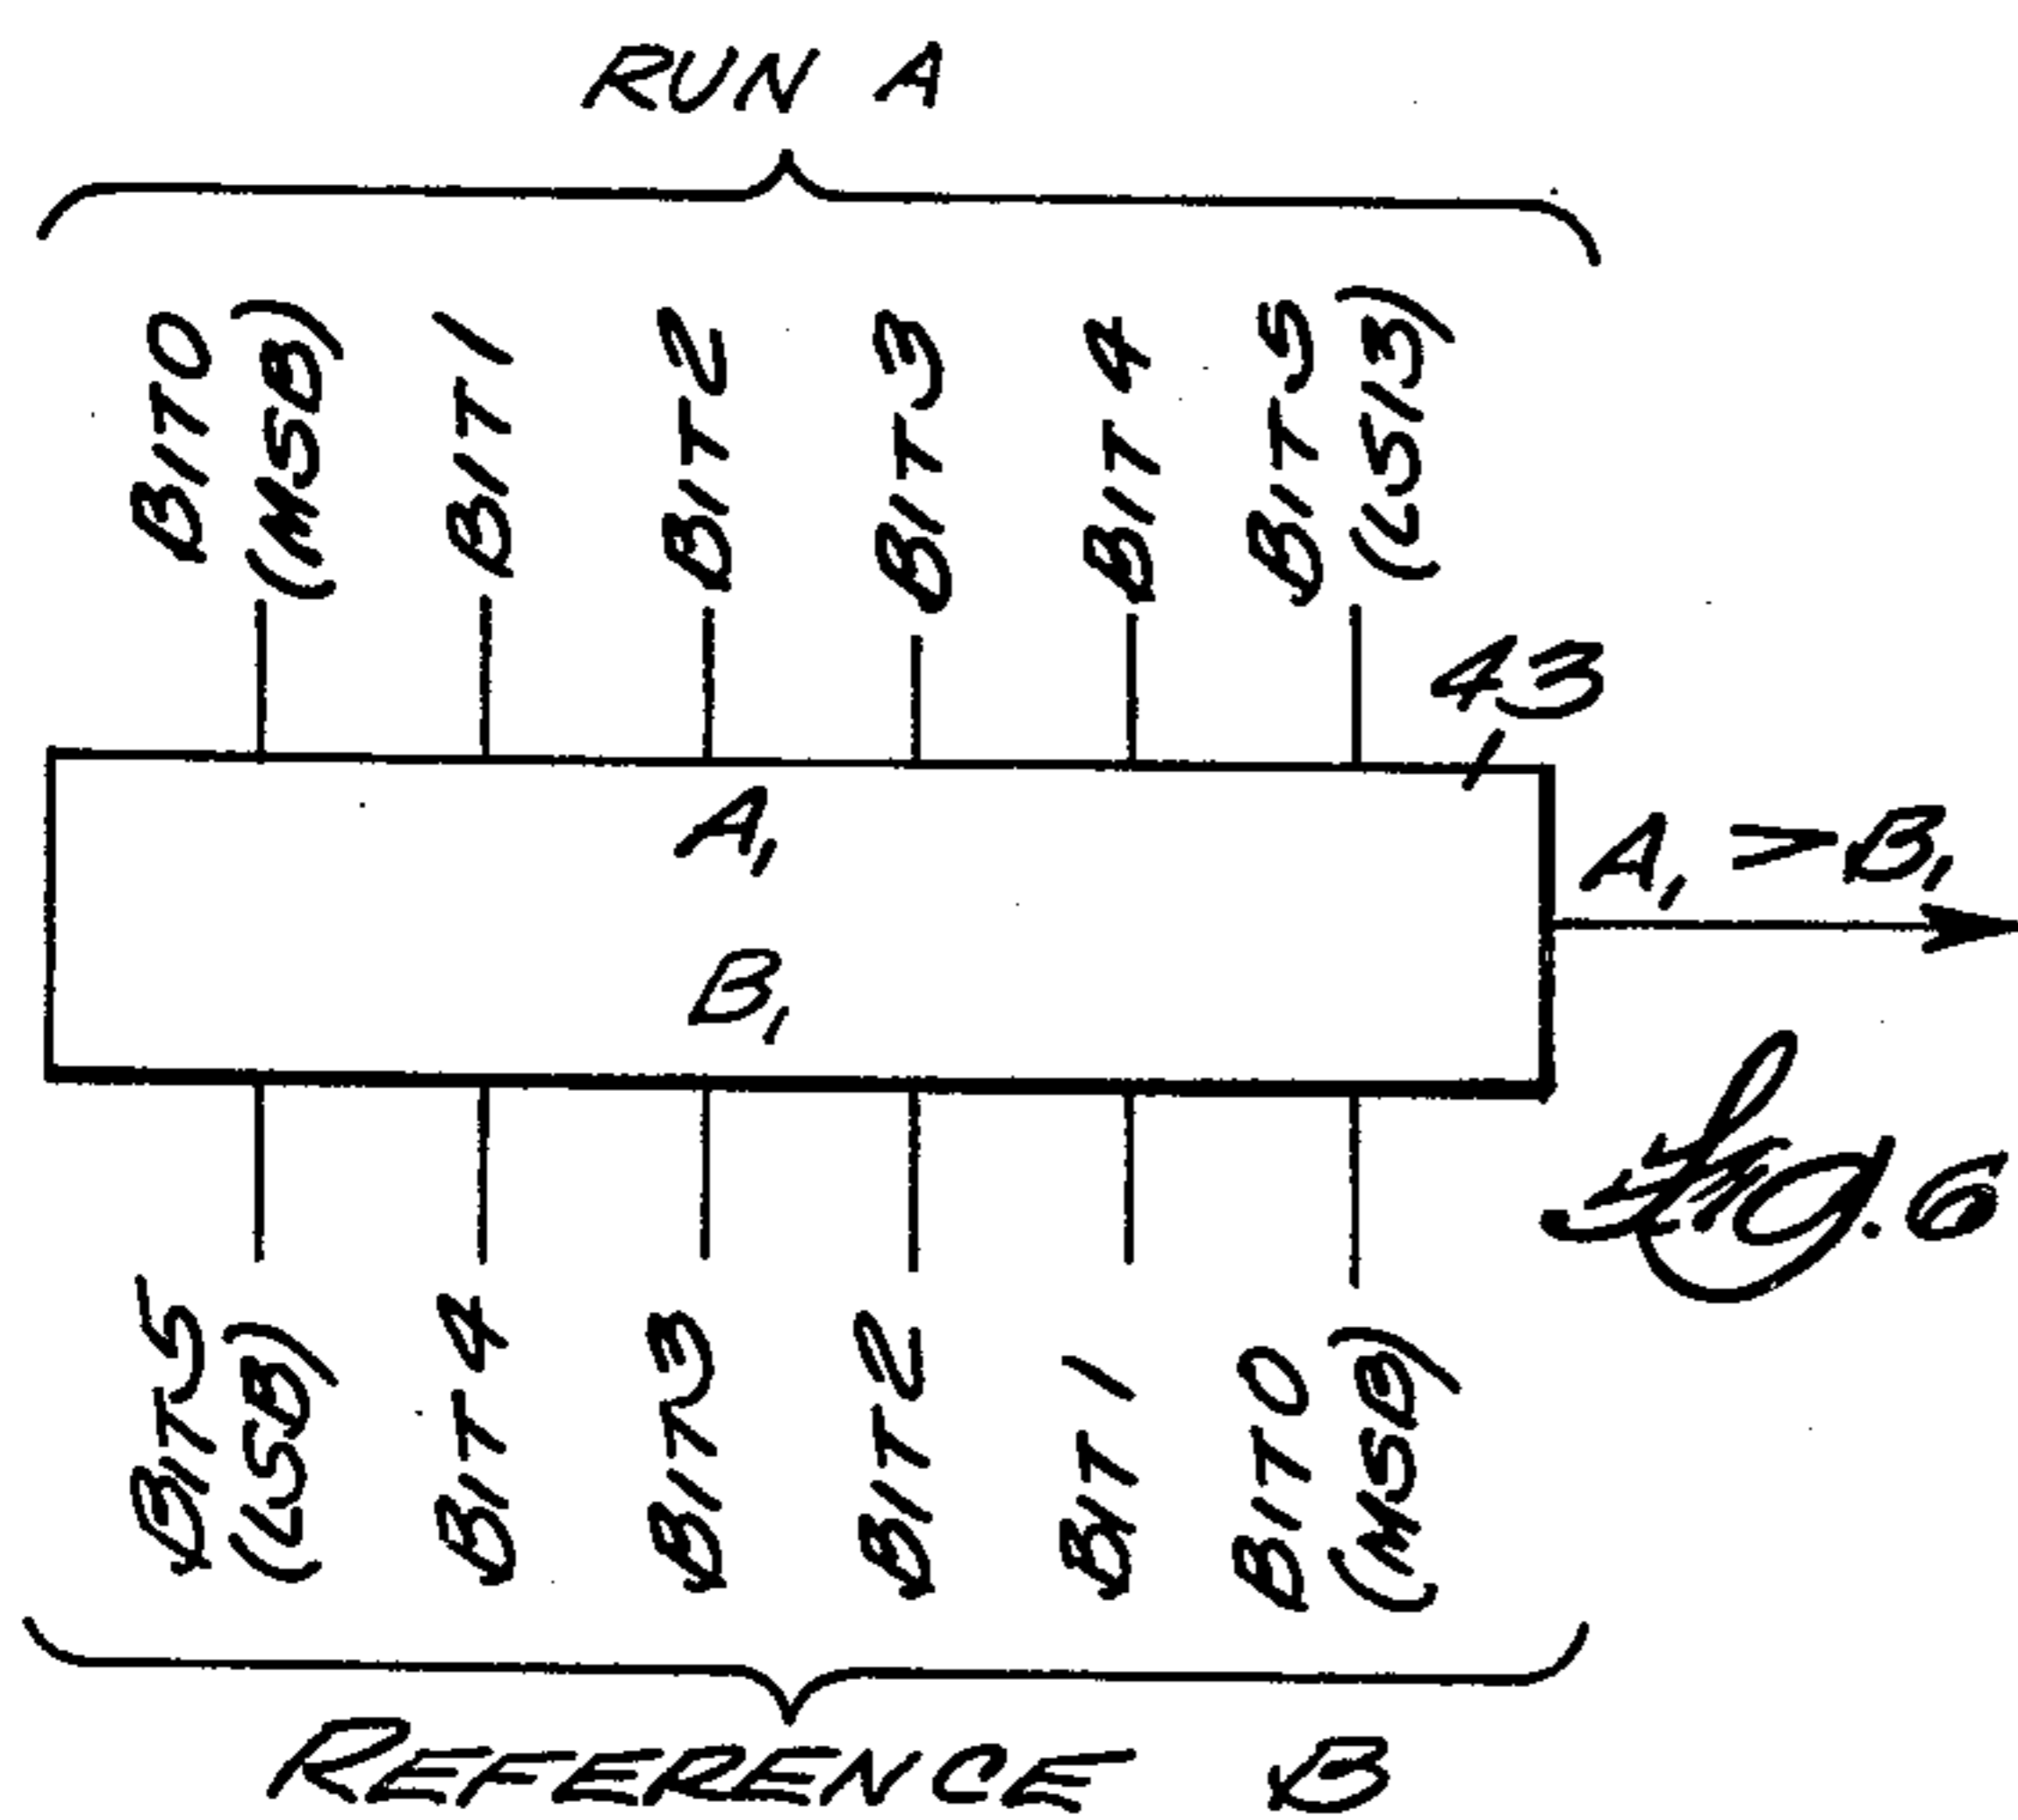 RUN A
BIT 0
(MSB)
BIT 1
BIT 2
BIT 3
BIT 4
BIT 5
(LSB)
43
A₁
A₁ > B₁
B₁
Fig. 6
BIT 5
(LSB)
BIT 4
BIT 3
BIT 2
BIT 1
BIT 0
(MSB)
REFERENCE B